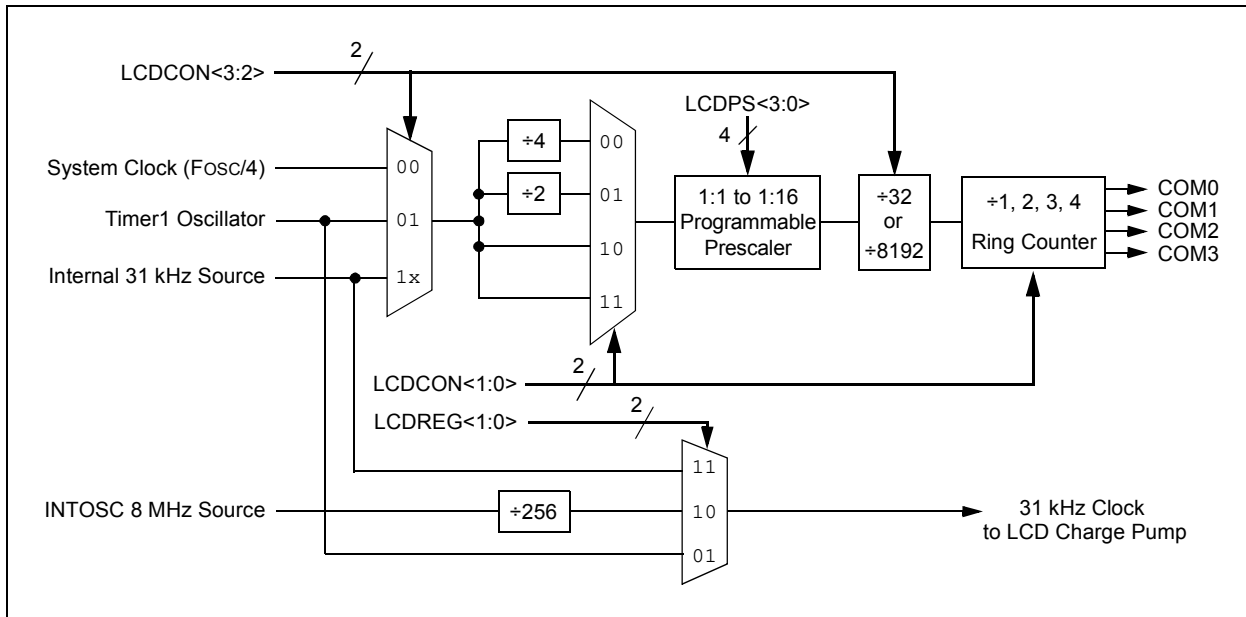 LCDCON<3:2>
2
System Clock (FOSC/4)
Timer1 Oscillator
Internal 31 kHz Source
00
01
1x
÷4
÷2
00
01
10
11
LCDPS<3:0>
4
1:1 to 1:16
Programmable
Prescaler
÷32
or
÷8192
÷1, 2, 3, 4
Ring Counter
COM0
COM1
COM2
COM3
LCDCON<1:0>
2
LCDREG<1:0>
2
INTOSC 8 MHz Source
÷256
11
10
01
31 kHz Clock
to LCD Charge Pump